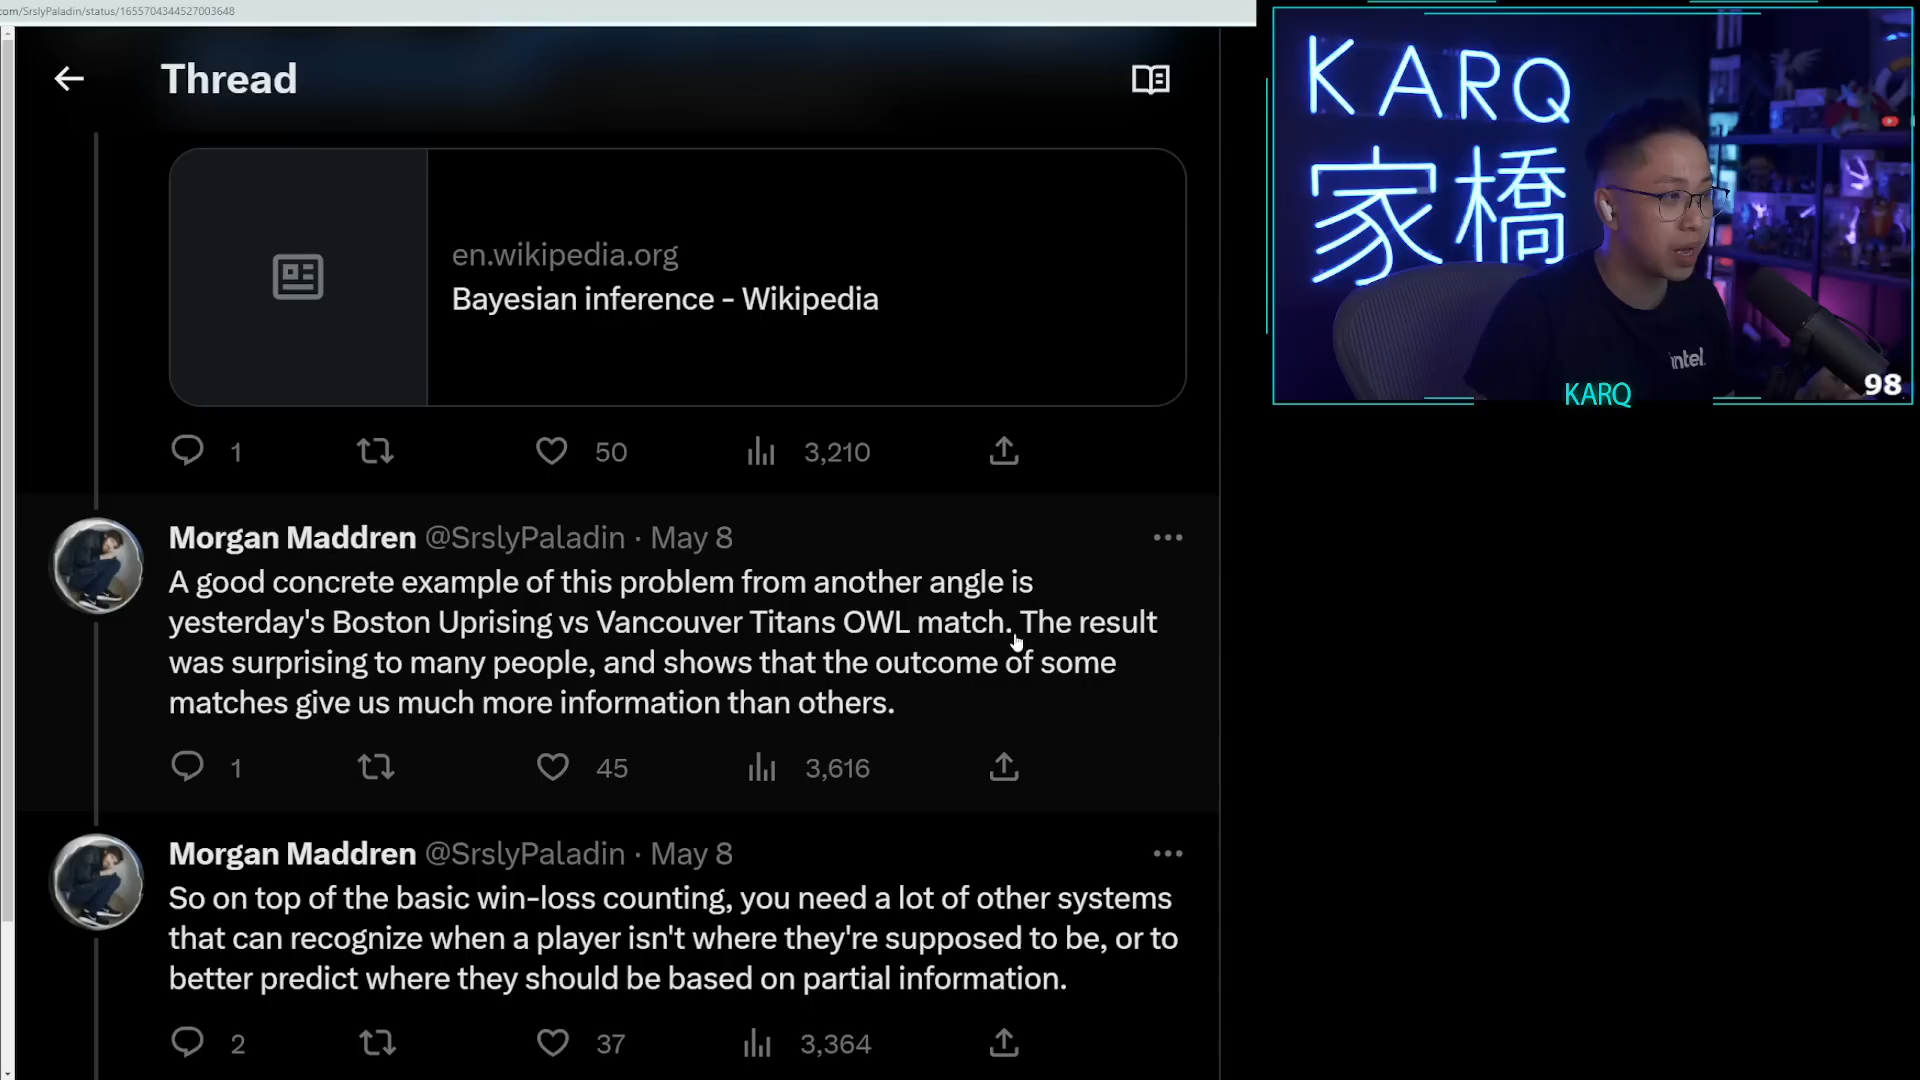 com/SrslyPaladin/status/1655704344527003648
Thread
en.wikipedia.org
Bayesian inference - Wikipedia
1 50 3,210
Morgan Maddren @SrslyPaladin · May 8
A good concrete example of this problem from another angle is
yesterday's Boston Uprising vs Vancouver Titans OWL match. The result
was surprising to many people, and shows that the outcome of some
matches give us much more information than others.
1 45 3,616
Morgan Maddren @SrslyPaladin · May 8
So on top of the basic win-loss counting, you need a lot of other systems
that can recognize when a player isn't where they're supposed to be, or to
better predict where they should be based on partial information.
2 37 3,364
KARQ
家橋
intel.
98
KARQ